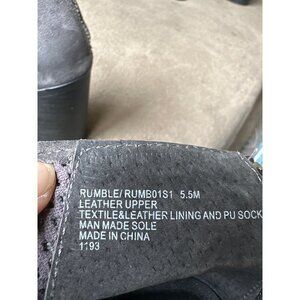 RUMBLE/ RUMB01S1 5.5M
LEATHER UPPER
TEXTILE&LEATHER LINING AND PU SOCK
MAN MADE SOLE
MADE IN CHINA
1193